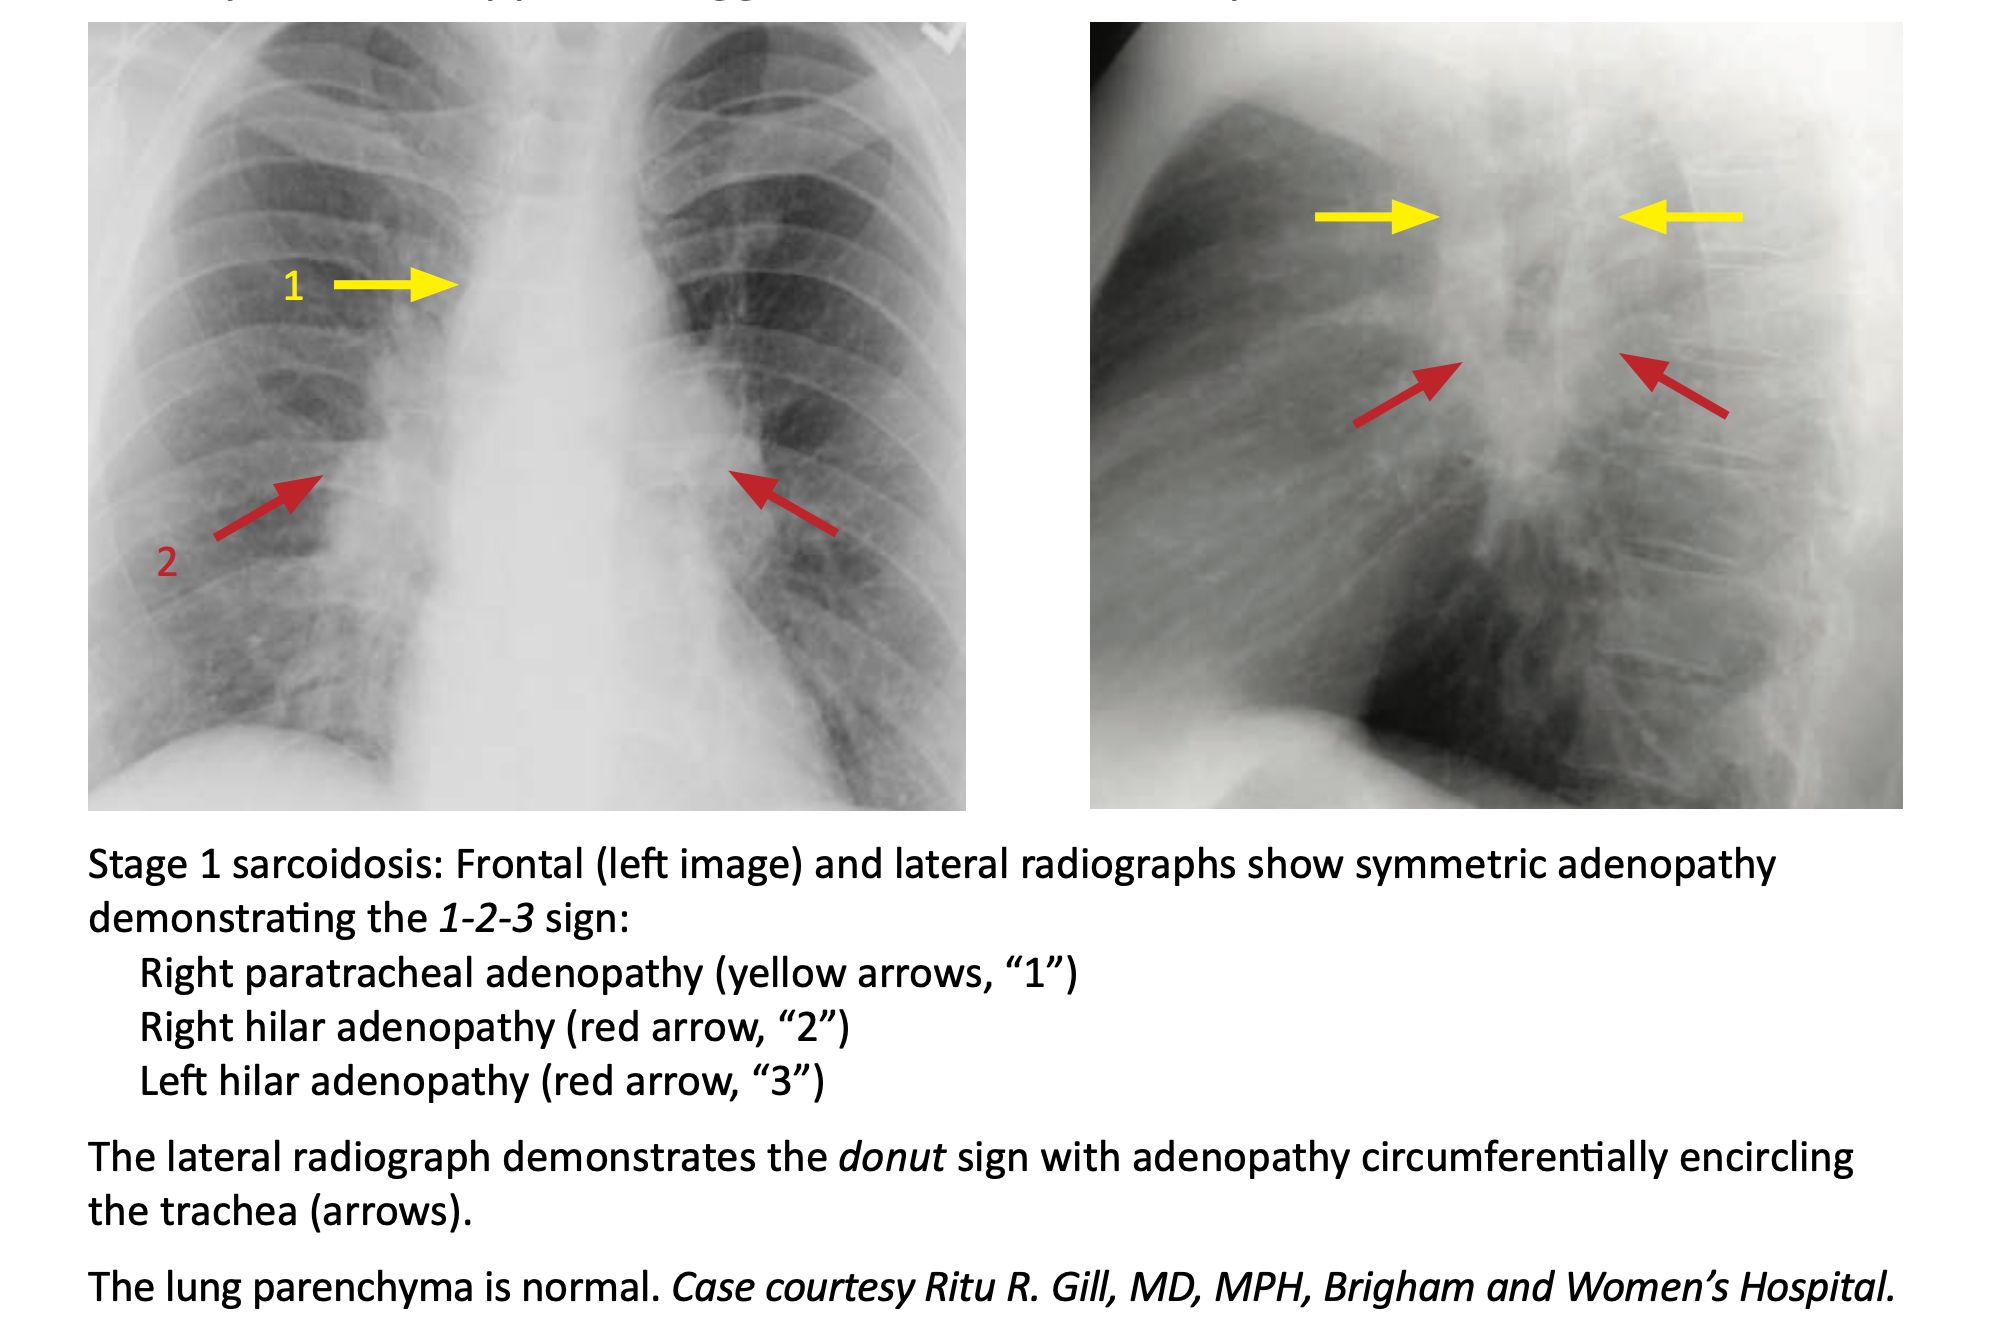 1
2
Stage 1 sarcoidosis: Frontal (left image) and lateral radiographs show symmetric adenopathy
demonstrating the 1-2-3 sign:
Right paratracheal adenopathy (yellow arrows, “1”)
Right hilar adenopathy (red arrow, “2”)
Left hilar adenopathy (red arrow, “3”)
The lateral radiograph demonstrates the donut sign with adenopathy circumferentially encircling
the trachea (arrows).
The lung parenchyma is normal. Case courtesy Ritu R. Gill, MD, MPH, Brigham and Women’s Hospital.